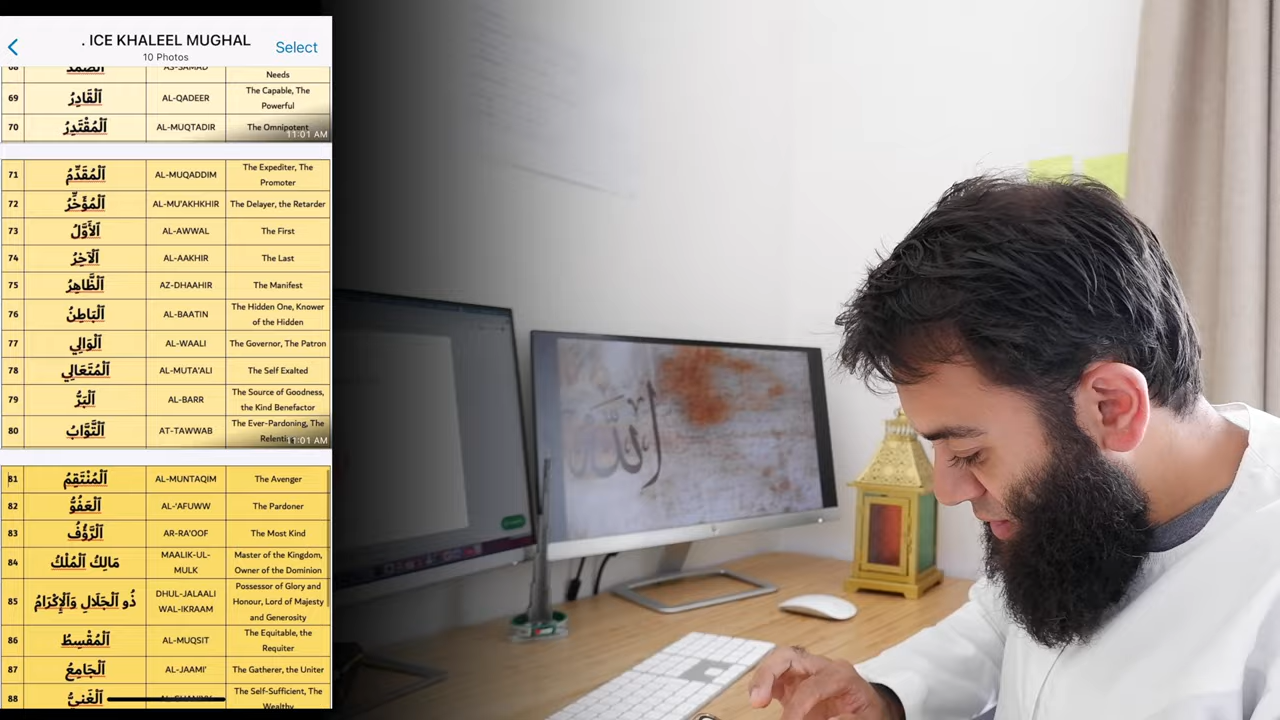 . ICE KHALEEL MUGHAL
Select
10 Photos
Needs
69 ٱلْقَادِرُ AL-QADEER The Capable, The
Powerful
70 ٱلْمُقْتَدِرُ AL-MUQTADIR The Omnipotent
11:01 AM
71 ٱلْمُقَدِّمُ AL-MUQADDIM The Expediter, The
Promoter
72 ٱلْمُؤَخِّرُ AL-MU'AKHKHIR The Delayer, the Retarder
73 ٱلأَوَّلُ AL-AWWAL The First
74 ٱلْآخِرُ AL-AAKHIR The Last
75 ٱلْظَّاهِرُ AZ-DHAAHIR The Manifest
76 ٱلْبَاطِنُ AL-BAATIN The Hidden One, Knower
of the Hidden
77 ٱلْوَالِي AL-WAALI The Governor, The Patron
78 ٱلْمُتَعَالِي AL-MUTA'ALI The Self Exalted
79 ٱلْبَرُّ AL-BARR The Source of Goodness,
the Kind Benefactor
80 ٱلْتَّوَّابُ AT-TAWWAB The Ever-Pardoning, The
:01 AM
81 ٱلْمُنْتَقِمُ AL-MUNTAQIM The Avenger
82 ٱلْعَفُوُّ AL-'AFUWW The Pardoner
83 ٱلْرَّؤُفُ AR-RA'OOF The Most Kind
84 مَالِكُ ٱلْمُلْكُ MAALIK-UL-
MULK Master of the Kingdom,
Owner of the Dominion
85 ذُو ٱلْجَلَالِ وَٱلْإِكْرَامُ DHUL-JALAALI
WAL-IKRAAM Possessor of Glory and
Honour, Lord of Majesty
and Generosity
86 ٱلْمُقْسِطُ AL-MUQSIT The Equitable, the
Requiter
87 ٱلْجَامِعُ AL-JAAMI' The Gatherer, the Uniter
88 ٱلْغَنيُّ The Self-Sufficient, The
Wealthy
الله